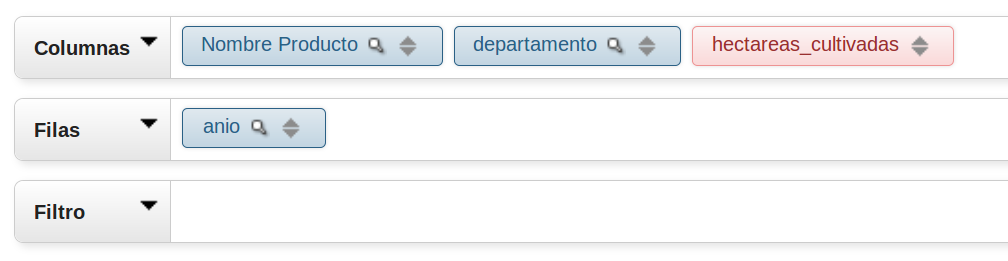 Columnas Nombre Producto departamento hectareas_cultivadas
Filas anio
Filtro